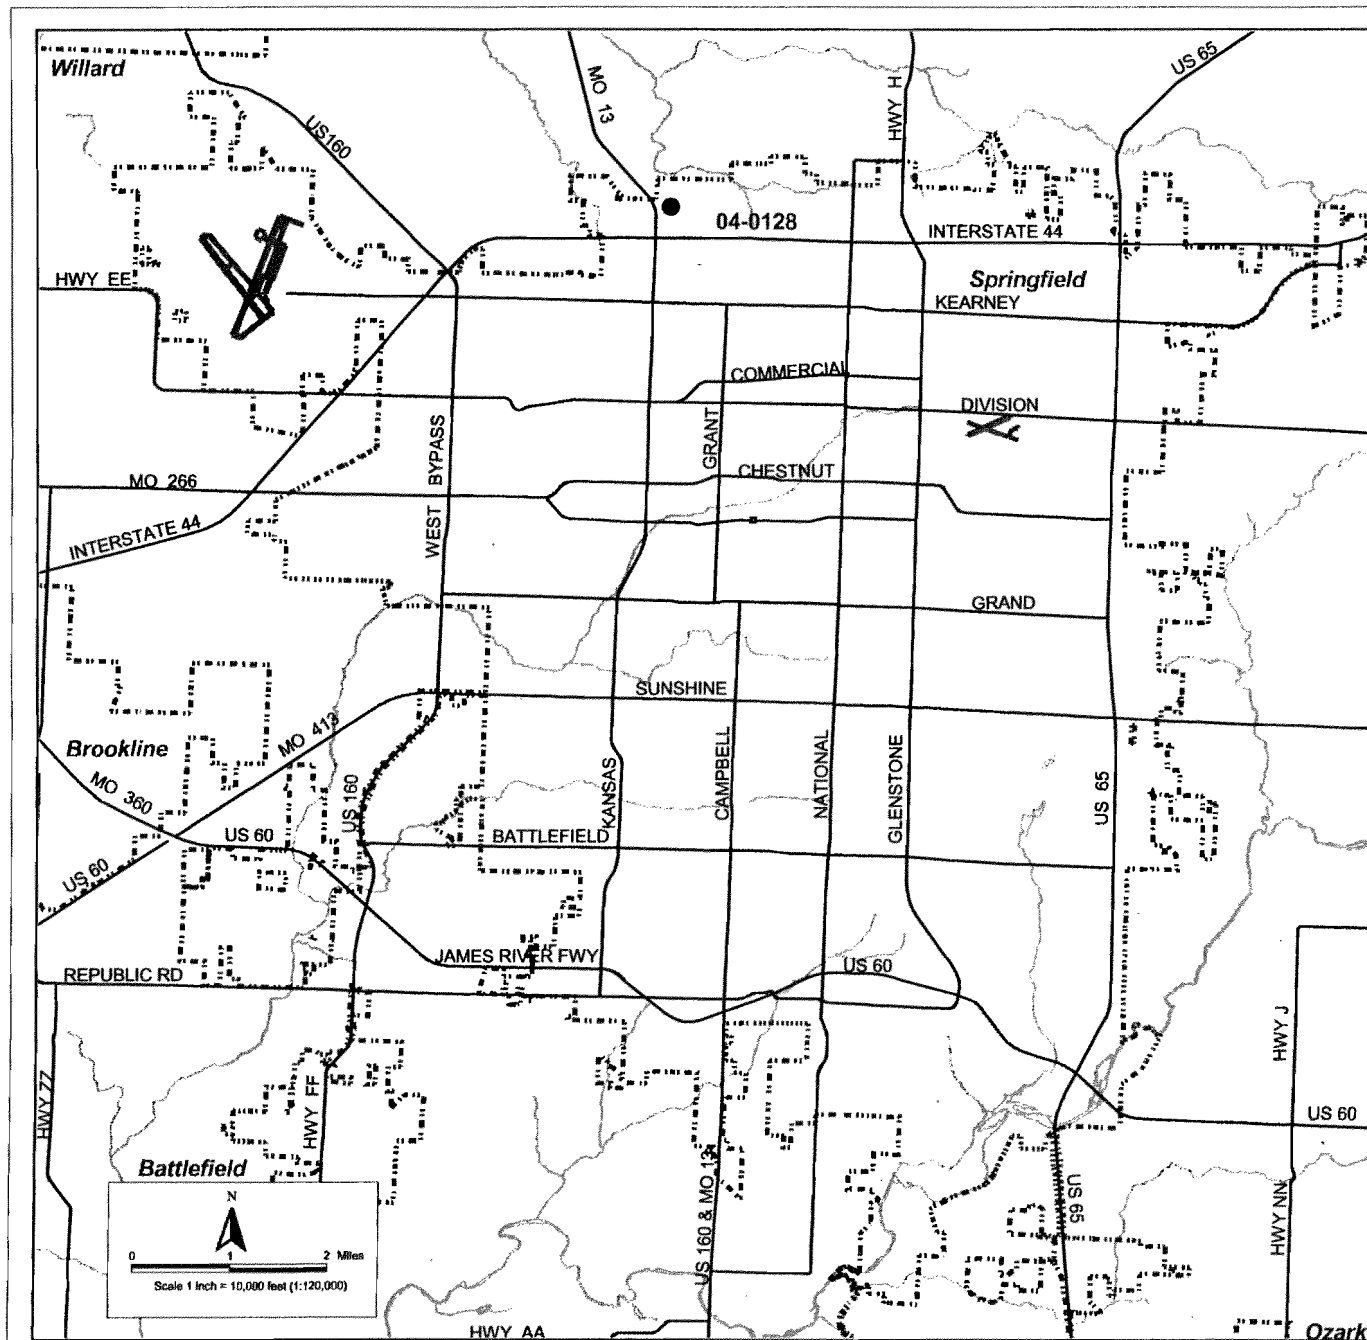 Willard
US 65
MO 13
HWY H
US160
04-0128
INTERSTATE 44
Springfield
HWY EE
KEARNEY
COMMERCIAL
DIVISION
GRANT
WEST BYPASS
CHESTNUT
MO 266
INTERSTATE 44
GRAND
SUNSHINE
MO 413
Brookline
MO 360
CAMPBELL
NATIONAL
GLENSTONE
KANSAS
US 160
US 65
US 60
BATTLEFIELD
US 60
JAMES RIVER FWY
US 60
REPUBLIC RD
HWY J
HWY ZZ
HWY FF
US 60
Battlefield
US 160 & MO 13
US 65
HWY NN
N
0 1 2 Miles
Scale 1 inch = 10,000 feet (1:120,000)
HWY AA
Ozark